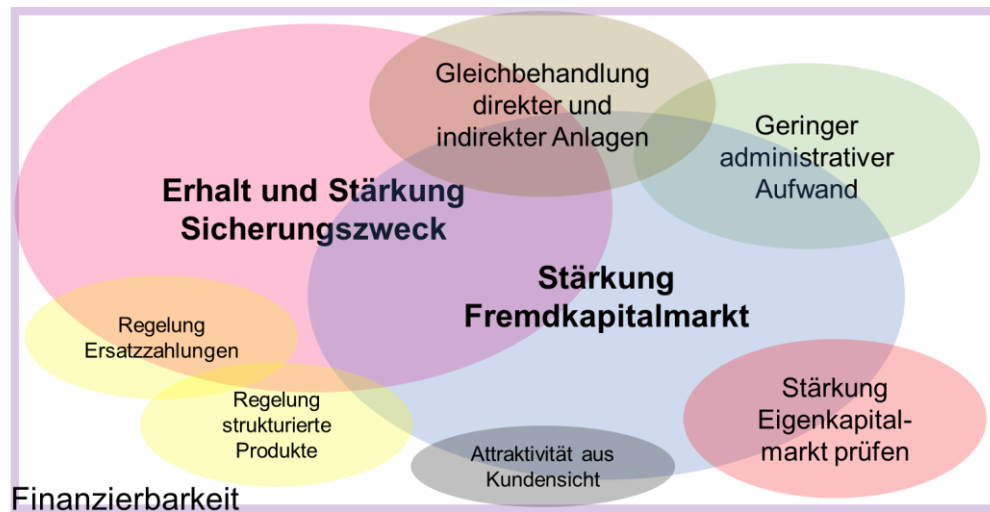 Gleichbehandlung
direkter und
indirekter Anlagen
Geringer
administrativer
Aufwand
Erhalt und Stärkung
Sicherungszweck
Stärkung
Fremdkapitalmarkt
Regelung
Ersatzzahlungen
Regelung
strukturierte
Produkte
Attraktivität aus
Kundensicht
Stärkung
Eigenkapital-
markt prüfen
Finanzierbarkeit